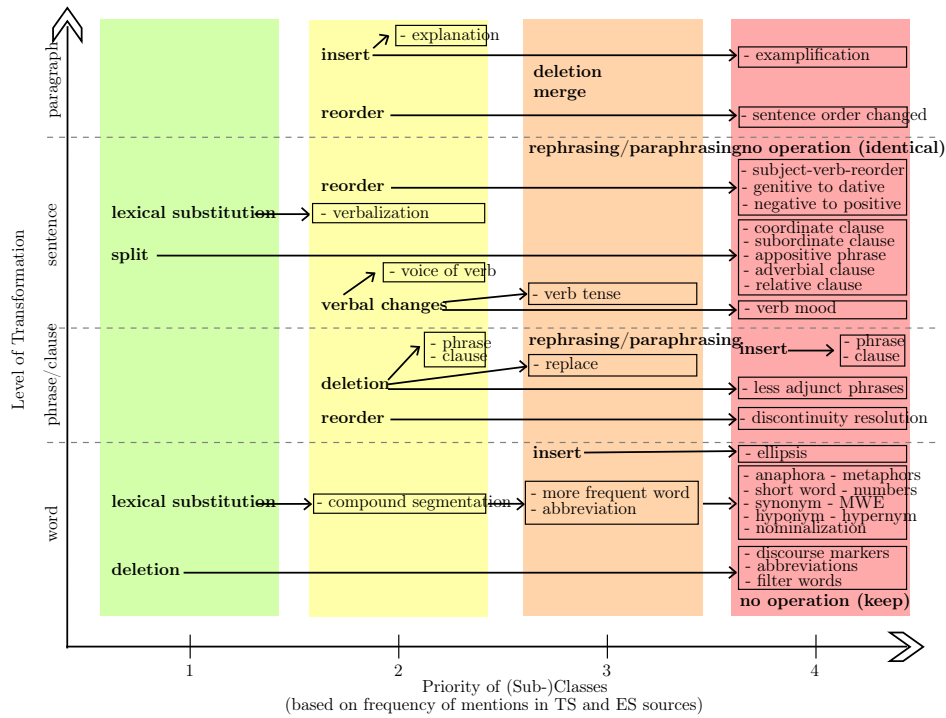 paragraph
- explanation
insert
- examplification
deletion
merge
reorder
- sentence order changed
sentence
rephrasing/paraphrasing
no operation (identical)
reorder
- subject-verb-reorder
- genitive to dative
- negative to positive
lexical substitution
- verbalization
split
- coordinate clause
- subordinate clause
- appositive phrase
- adverbial clause
- relative clause
- voice of verb
verbal changes
- verb tense
- verb mood
Level of Transformation
phrase/clause
rephrasing/paraphrasing
- phrase
- clause
insert
- phrase
- clause
- replace
deletion
- less adjunct phrases
reorder
- discontinuity resolution
word
insert
- ellipsis
lexical substitution
- compound segmentation
- more frequent word
- abbreviation
- anaphora - metaphors
- short word - numbers
- synonym - MWE
- hyponym - hypernym
- nominalization
deletion
- discourse markers
- abbreviations
- filter words
no operation (keep)
1
2
3
4
Priority of (Sub-)Classes
(based on frequency of mentions in TS and ES sources)